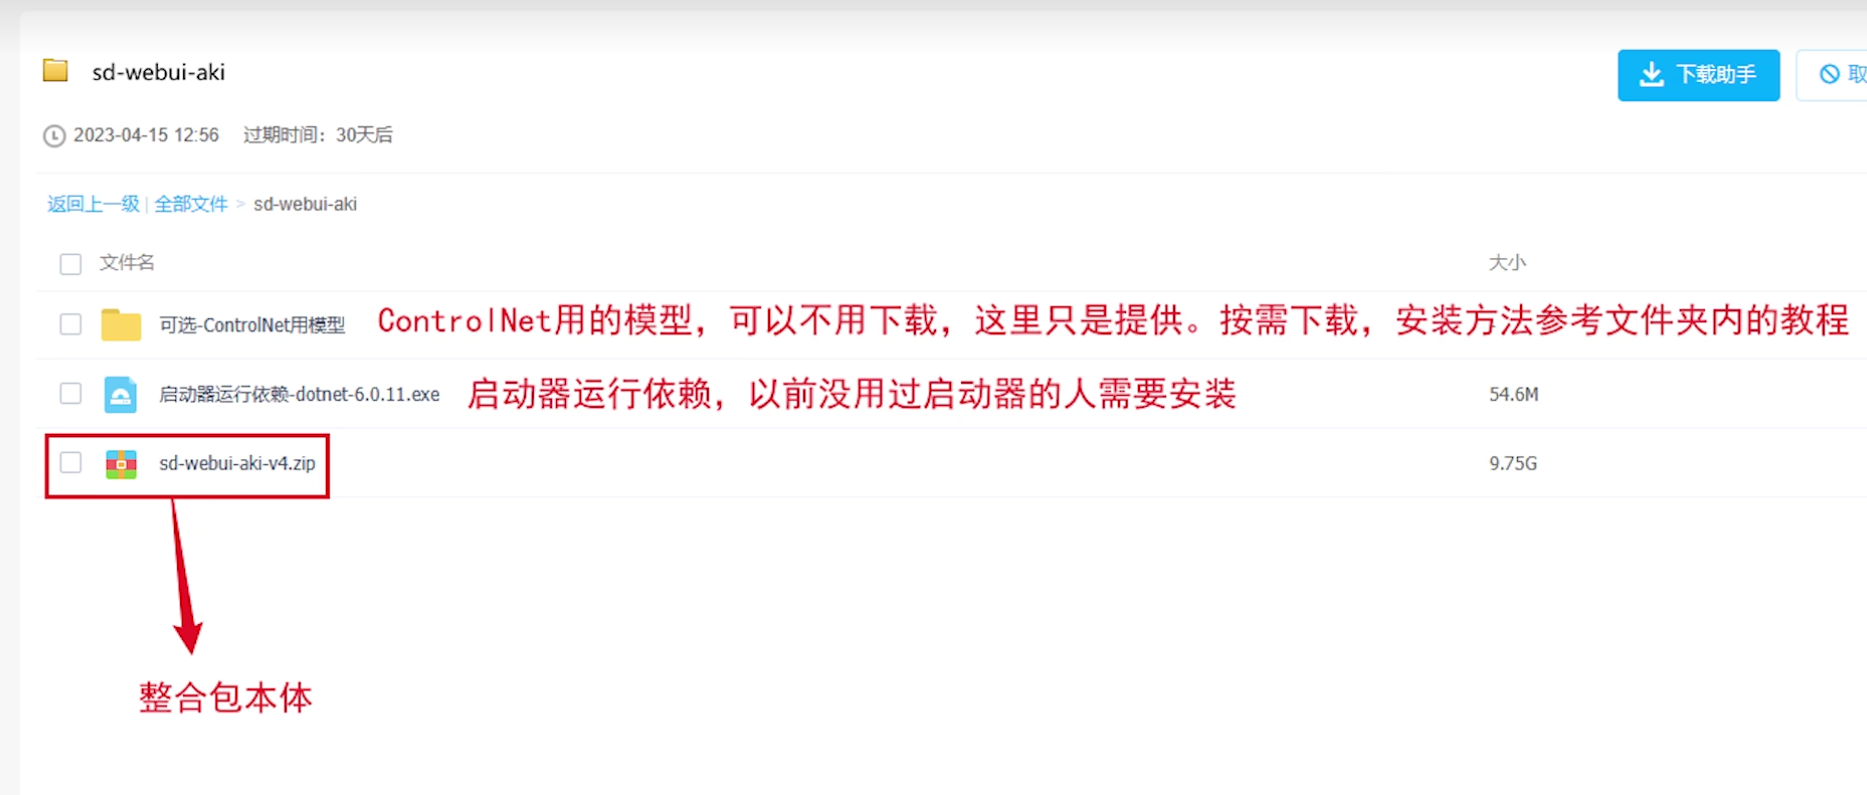 sd-webui-aki
下载助手
取
2023-04-15 12:56 过期时间：30天后
返回上一级 | 全部文件 > sd-webui-aki
文件名 大小
可选-ControlNet用模型 ControlNet用的模型，可以不用下载，这里只是提供。按需下载，安装方法参考文件夹内的教程
启动器运行依赖-dotnet-6.0.11.exe 启动器运行依赖，以前没用过启动器的人需要安装 54.6M
sd-webui-aki-v4.zip 9.75G
整合包本体